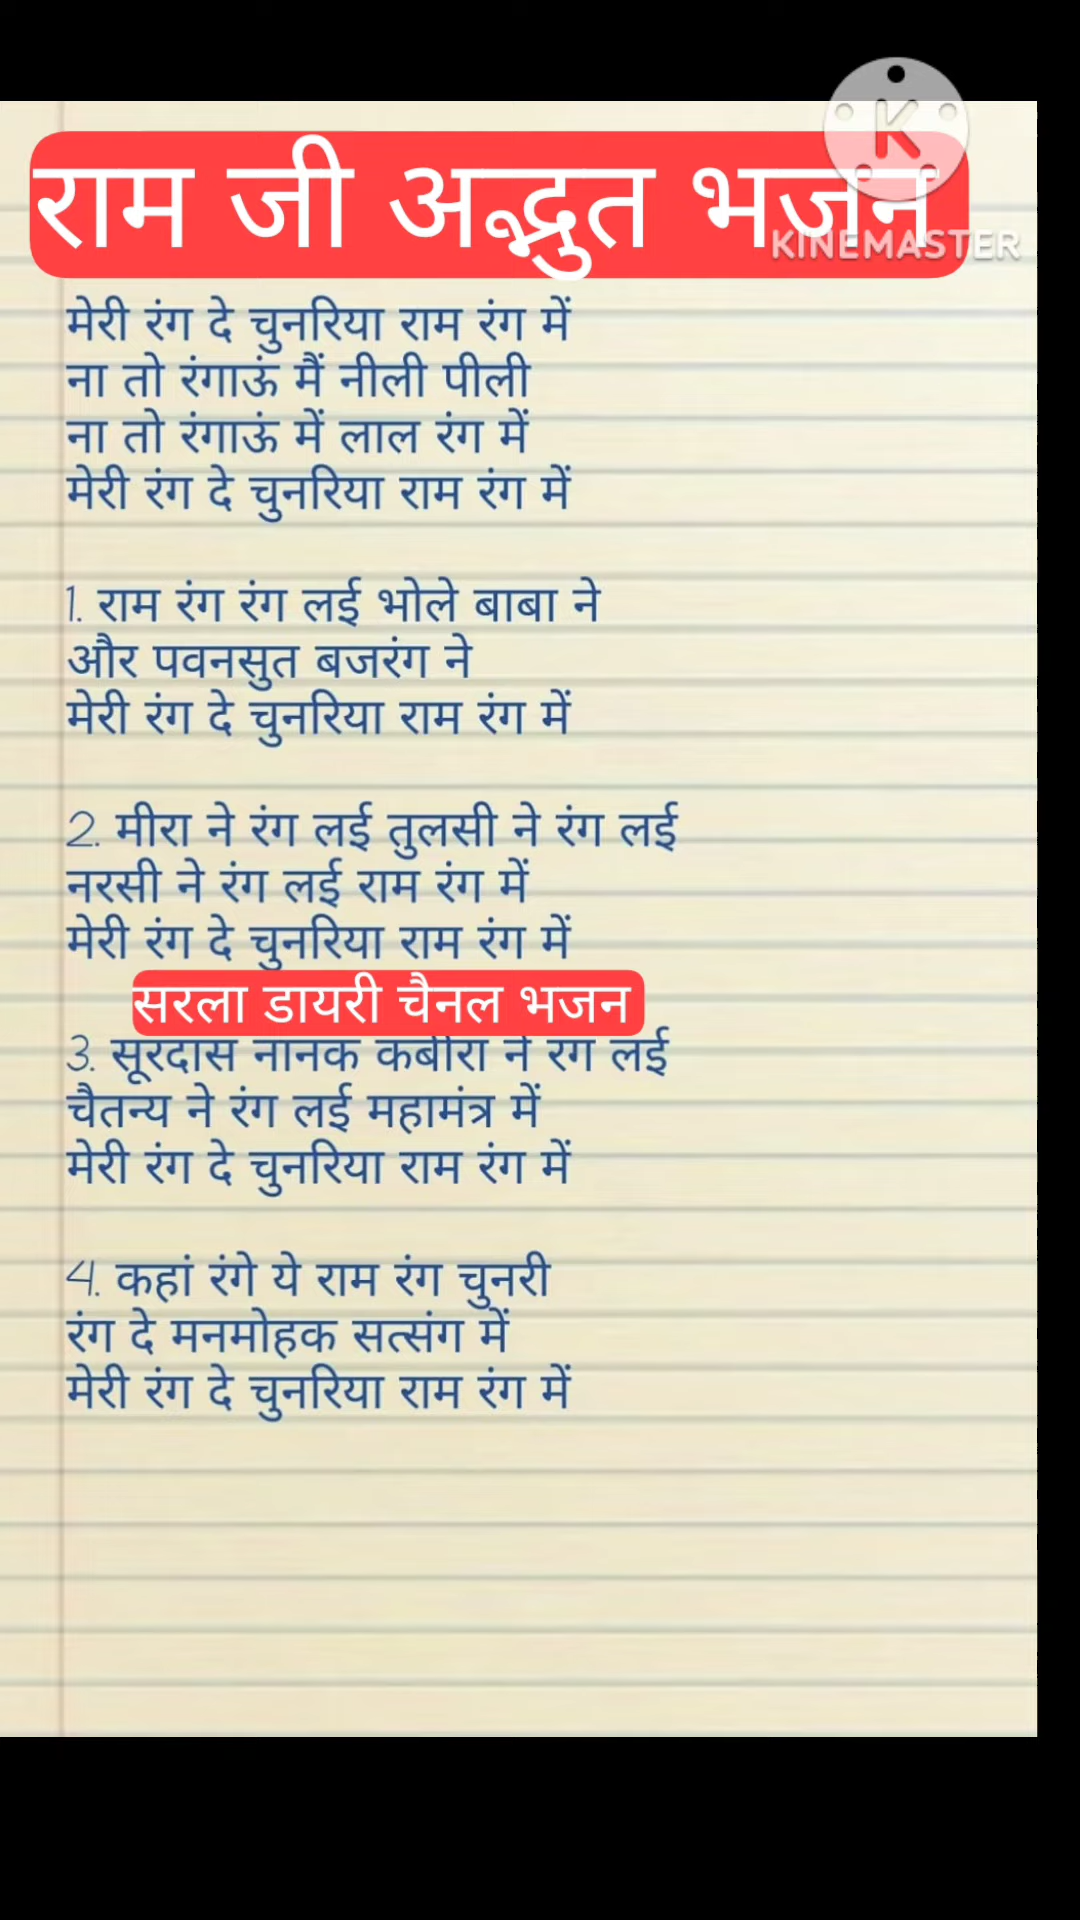 राम जी अद्भुत भजन
KINEMASTER
मेरी रंग दे चुनरिया राम रंग में
ना तो रंगाऊं मैं नीली पीली
ना तो रंगाऊं में लाल रंग में
मेरी रंग दे चुनरिया राम रंग में
1. राम रंग रंग लई भोले बाबा ने
और पवनसुत बजरंग ने
मेरी रंग दे चुनरिया राम रंग में
2. मीरा ने रंग लई तुलसी ने रंग लई
नरसी ने रंग लई राम रंग में
मेरी रंग दे चुनरिया राम रंग में
सरला डायरी चैनल भजन
3. सूरदास नानक कबीरा ने रंग लई
चैतन्य ने रंग लई महामंत्र में
मेरी रंग दे चुनरिया राम रंग में
4. कहां रंगे ये राम रंग चुनरी
रंग दे मनमोहक सत्संग में
मेरी रंग दे चुनरिया राम रंग में